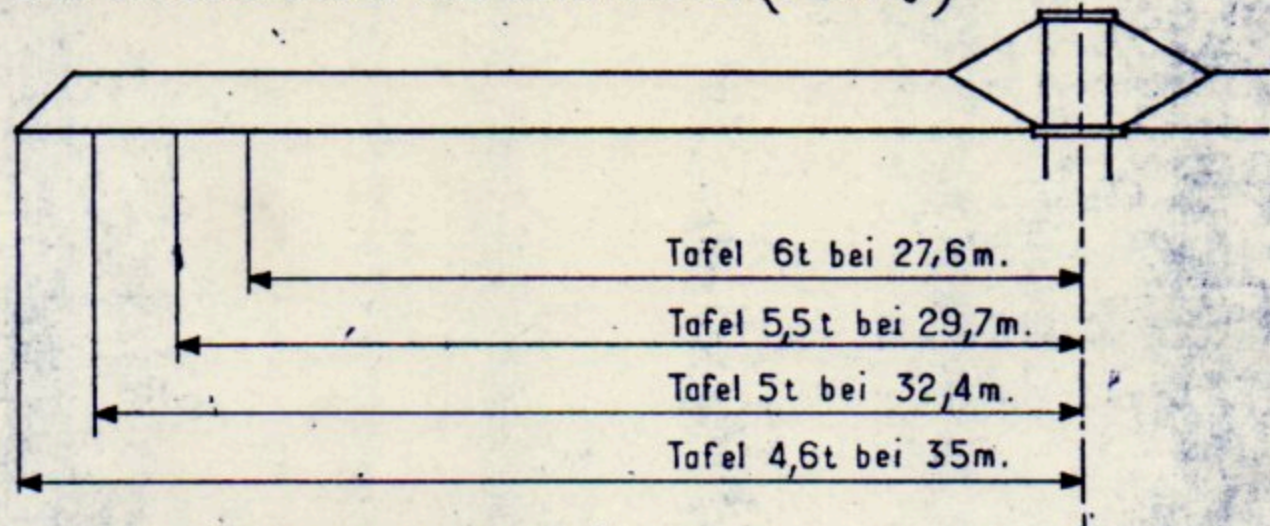 Tafel 6t bei 27,6m.
Tafel 5,5t bei 29,7m.
Tafel 5t bei 32,4m.
Tafel 4,6t bei 35m.